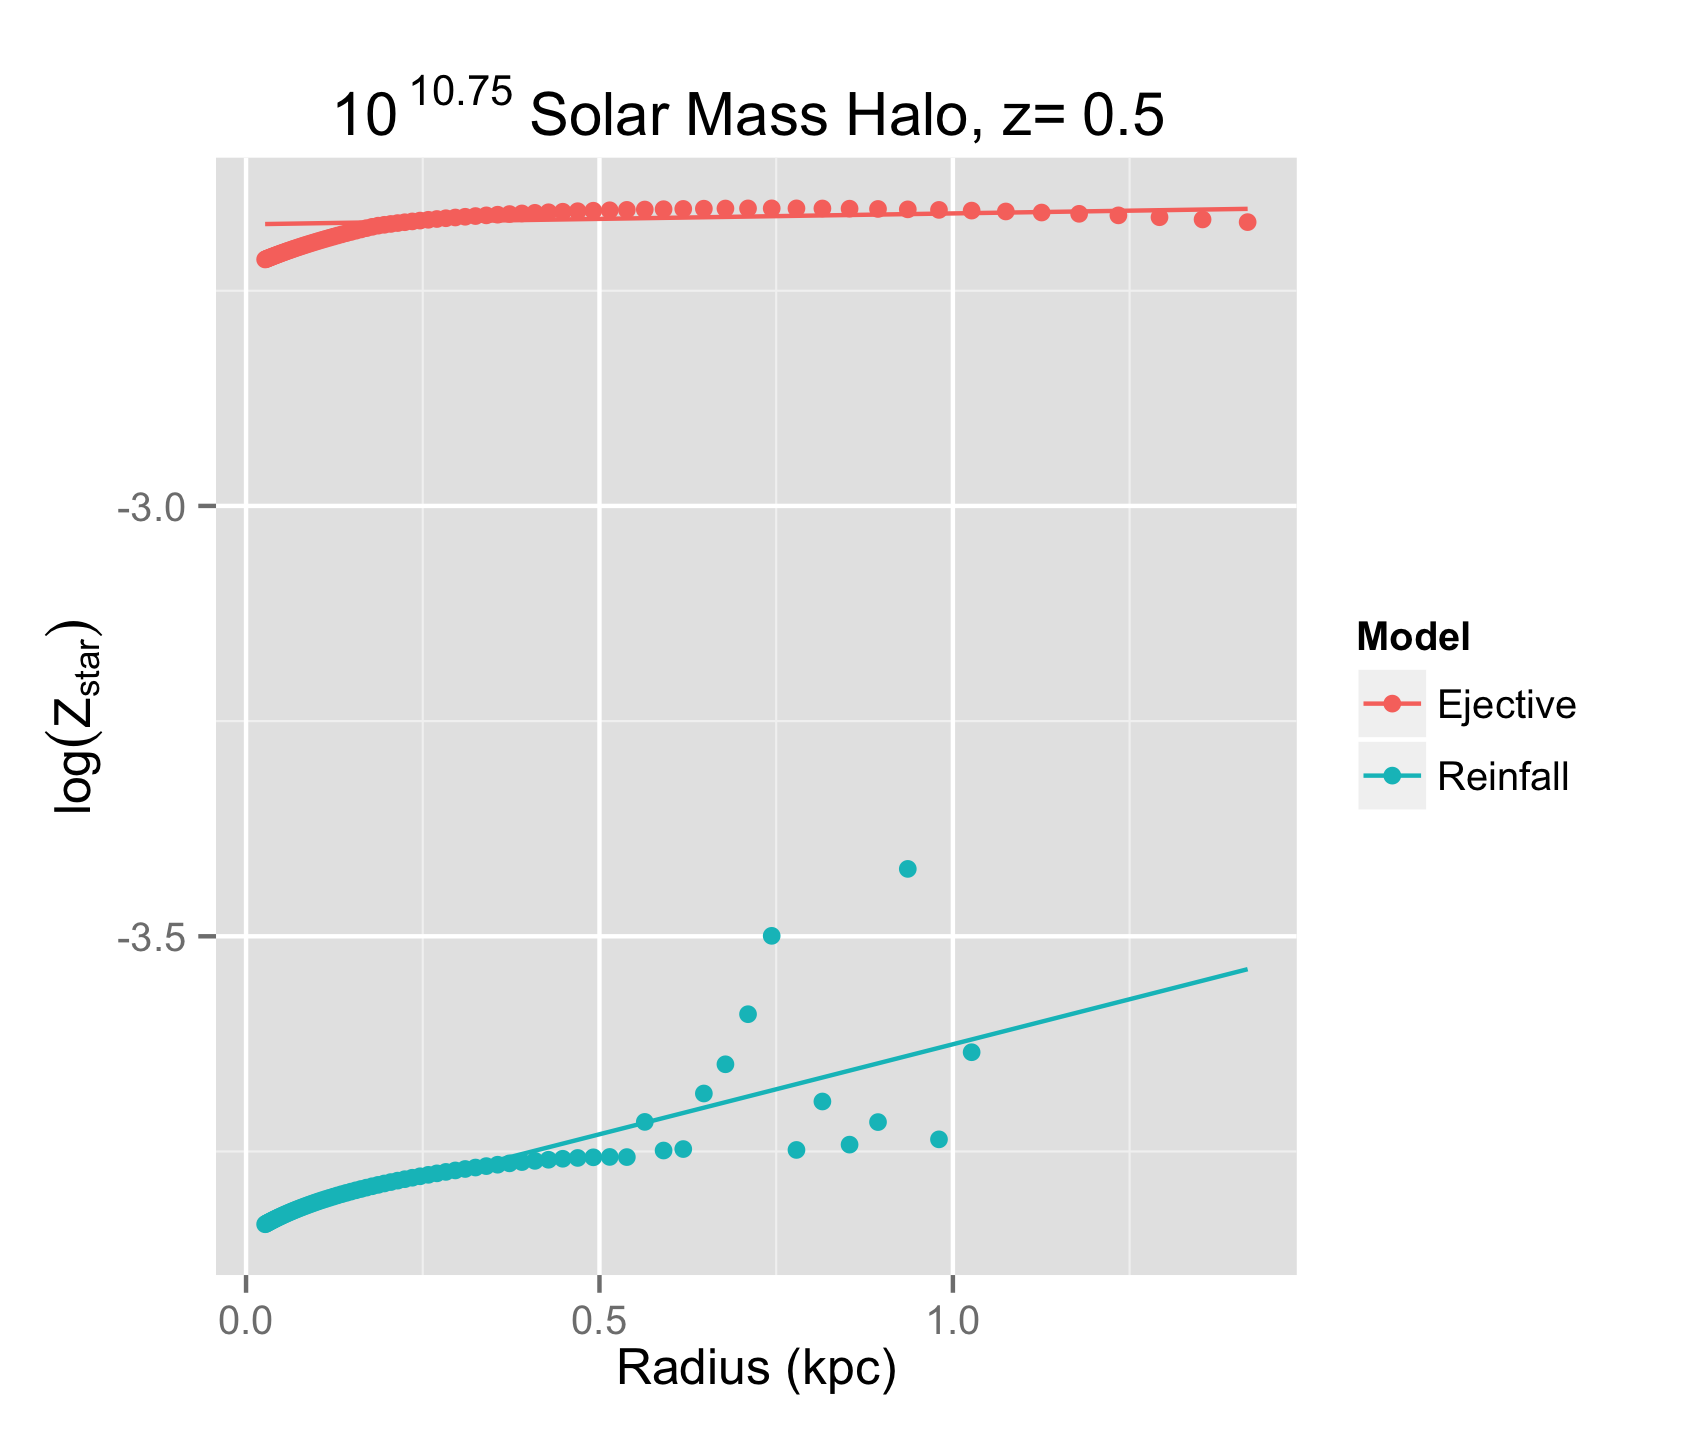 10^10.75 Solar Mass Halo, z= 0.5
log(Z_star)
-3.0
-3.5
0.0 0.5 1.0
Radius (kpc)
Model
Ejective
Reinfall